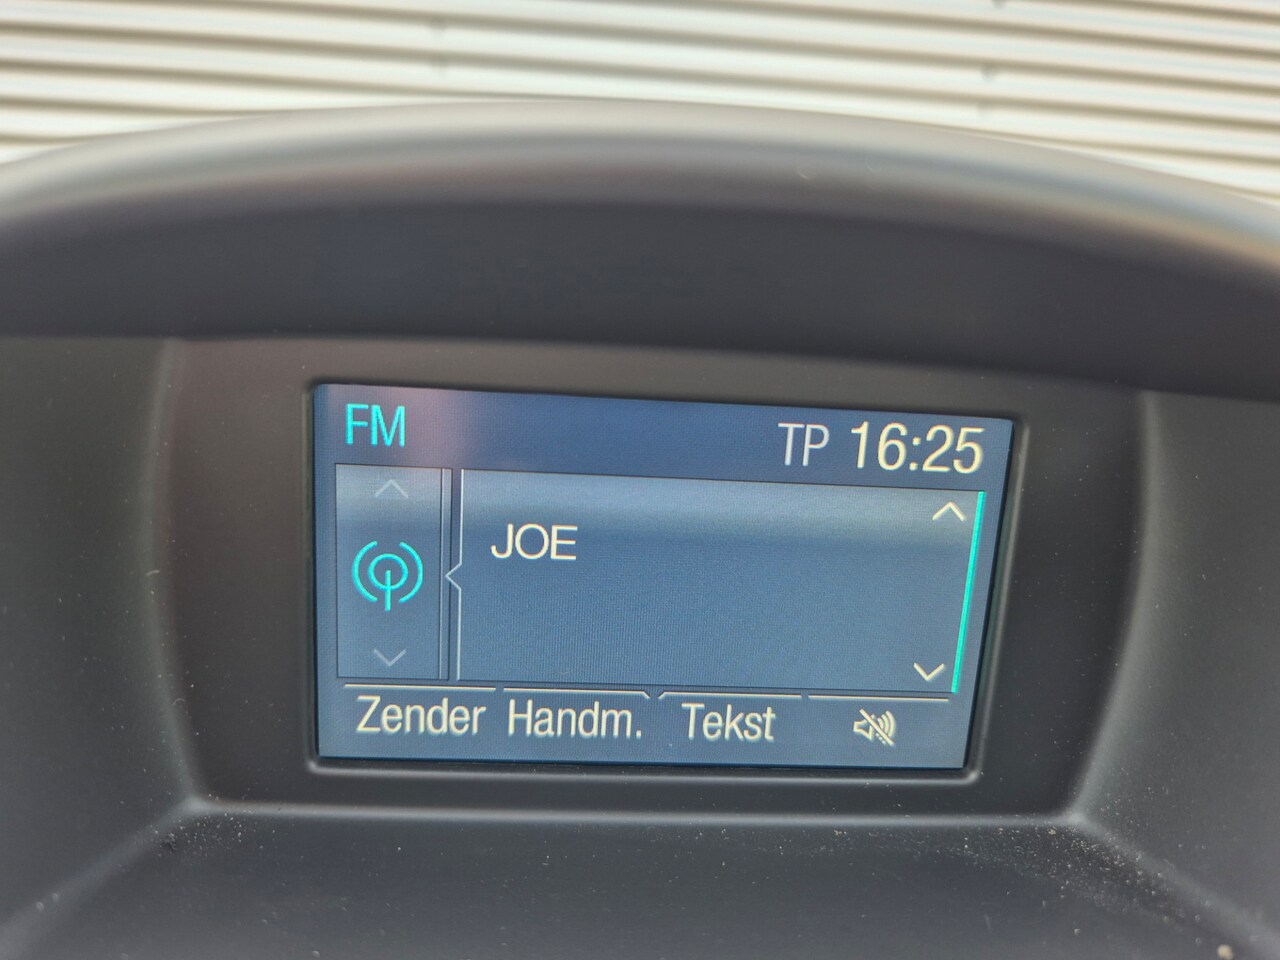 FM TP 16:25
JOE
Zender Handm. Tekst